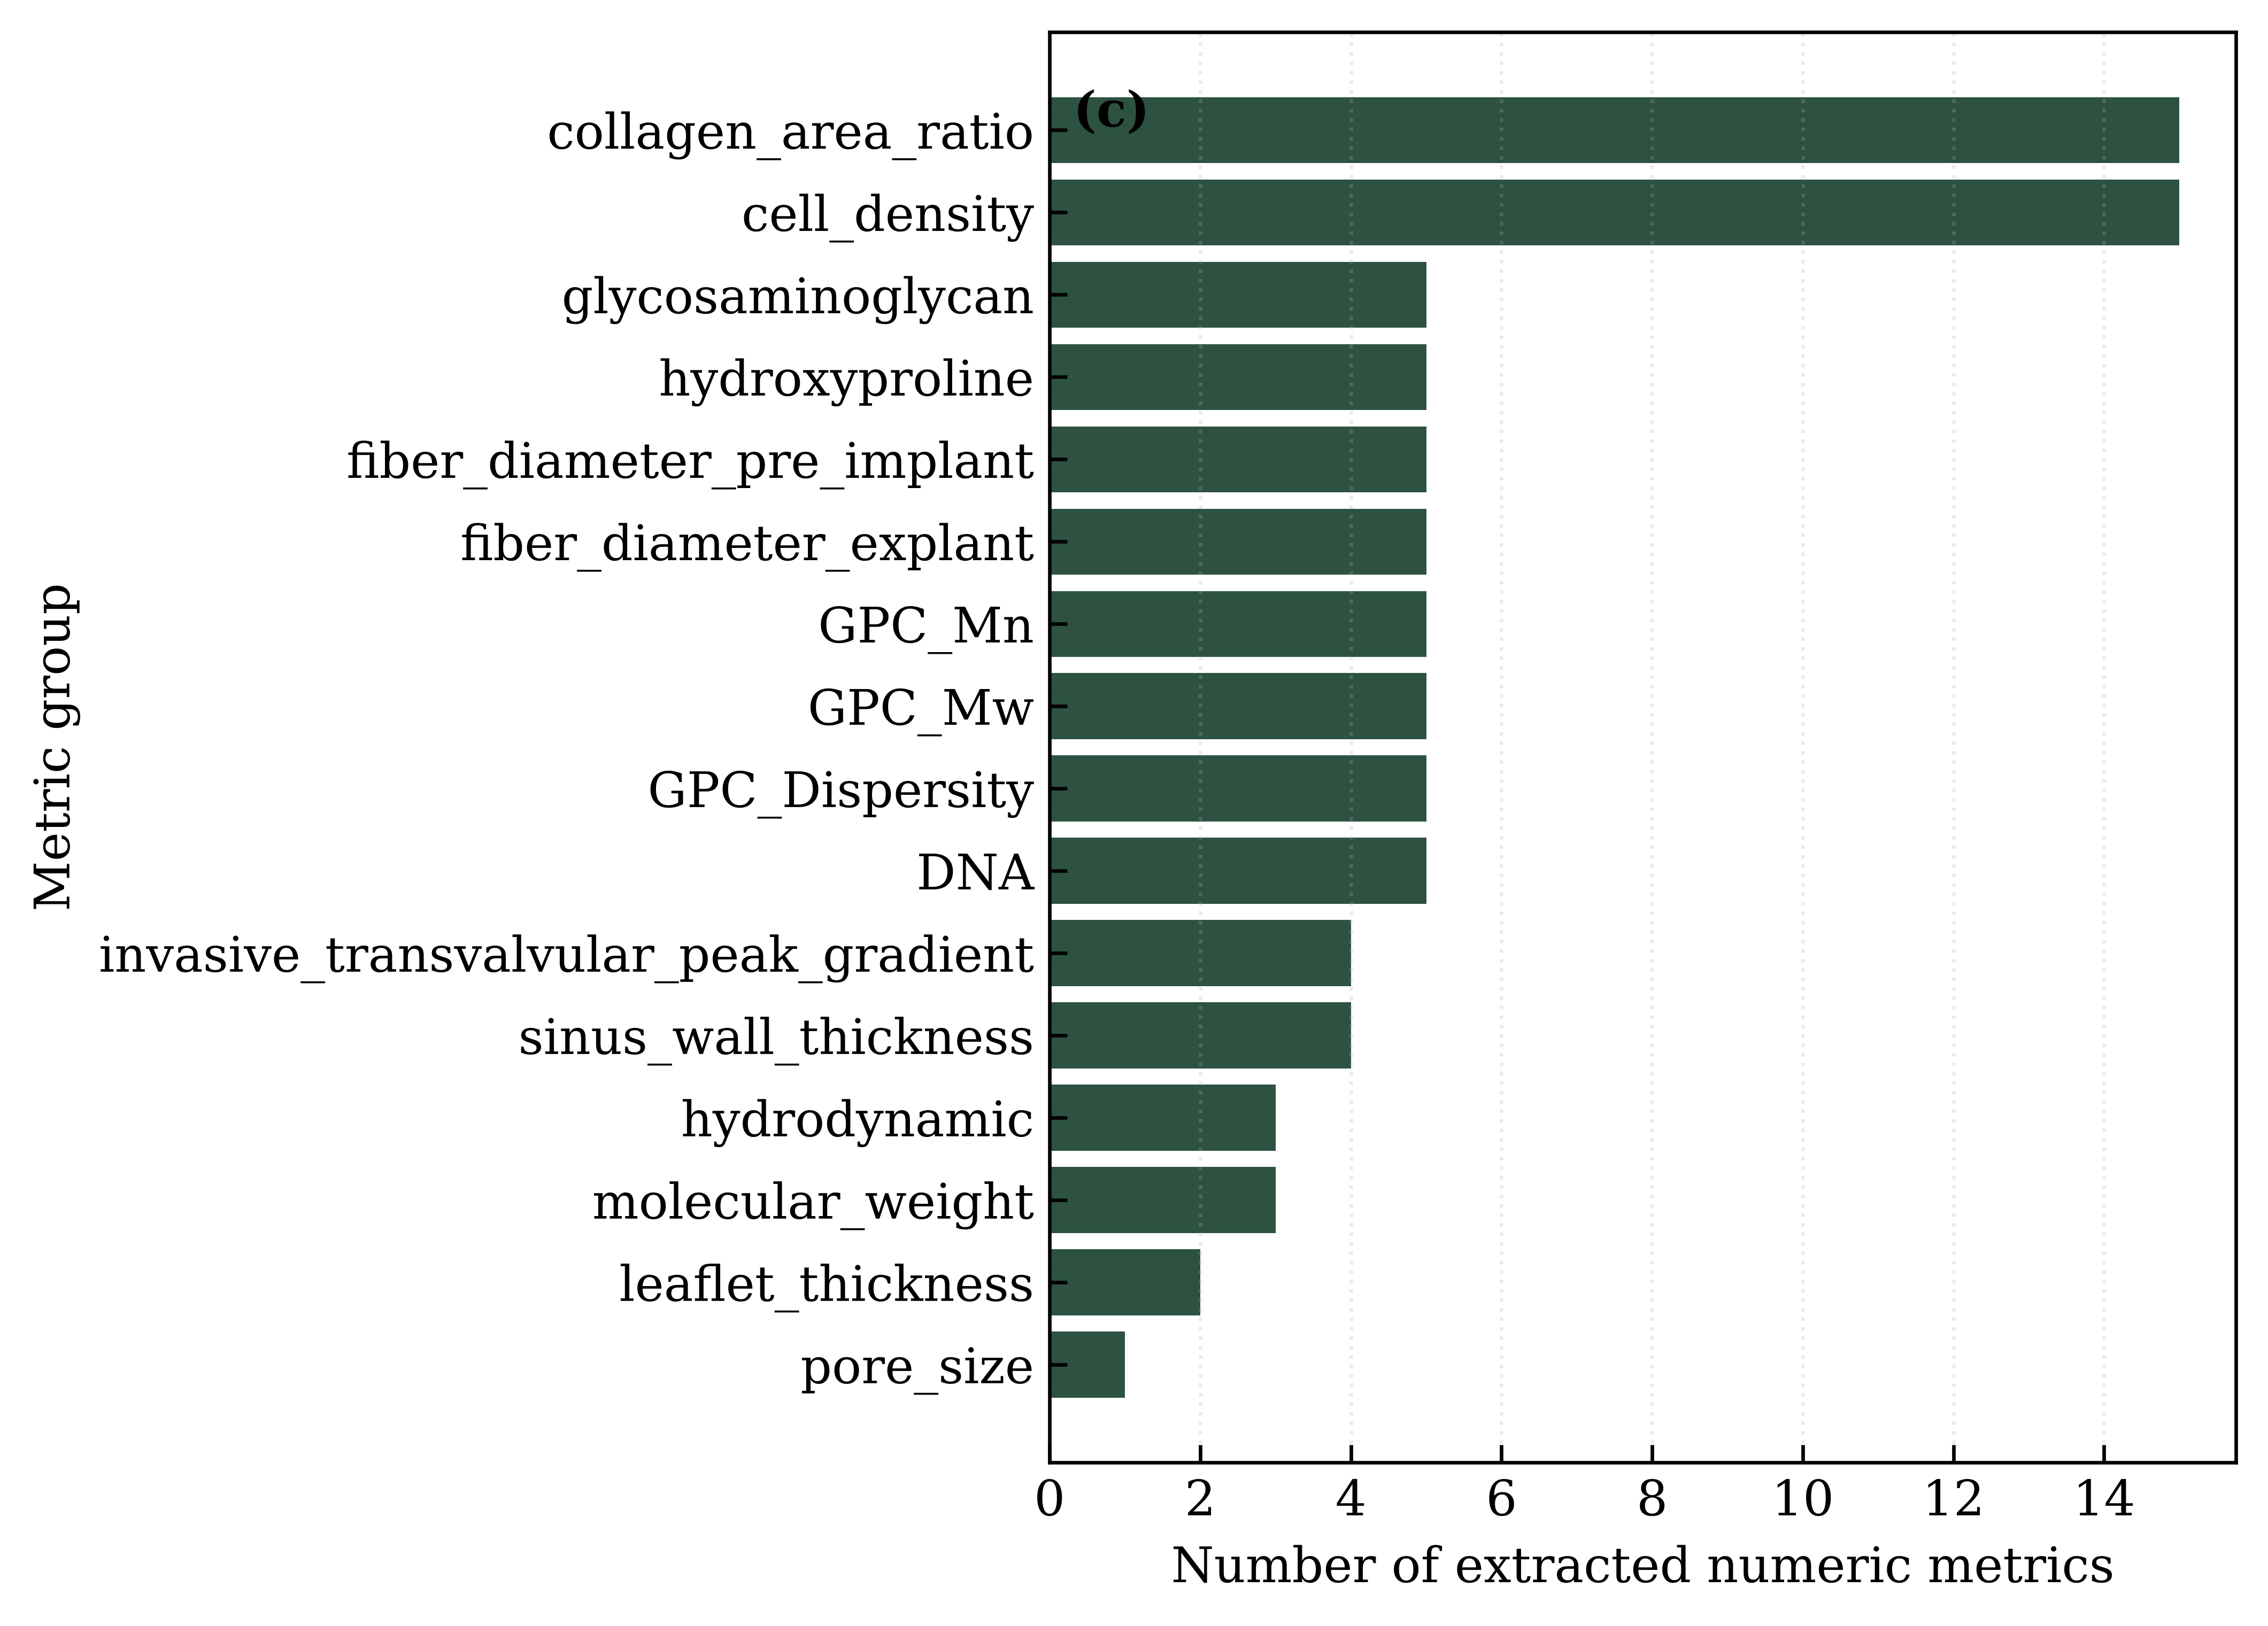 (c)
collagen_area_ratio
cell_density
glycosaminoglycan
hydroxyproline
fiber_diameter_pre_implant
fiber_diameter_explant
GPC_Mn
GPC_Mw
GPC_Dispersity
DNA
invasive_transvalvular_peak_gradient
sinus_wall_thickness
hydrodynamic
molecular_weight
leaflet_thickness
pore_size
Metric group
0 2 4 6 8 10 12 14
Number of extracted numeric metrics